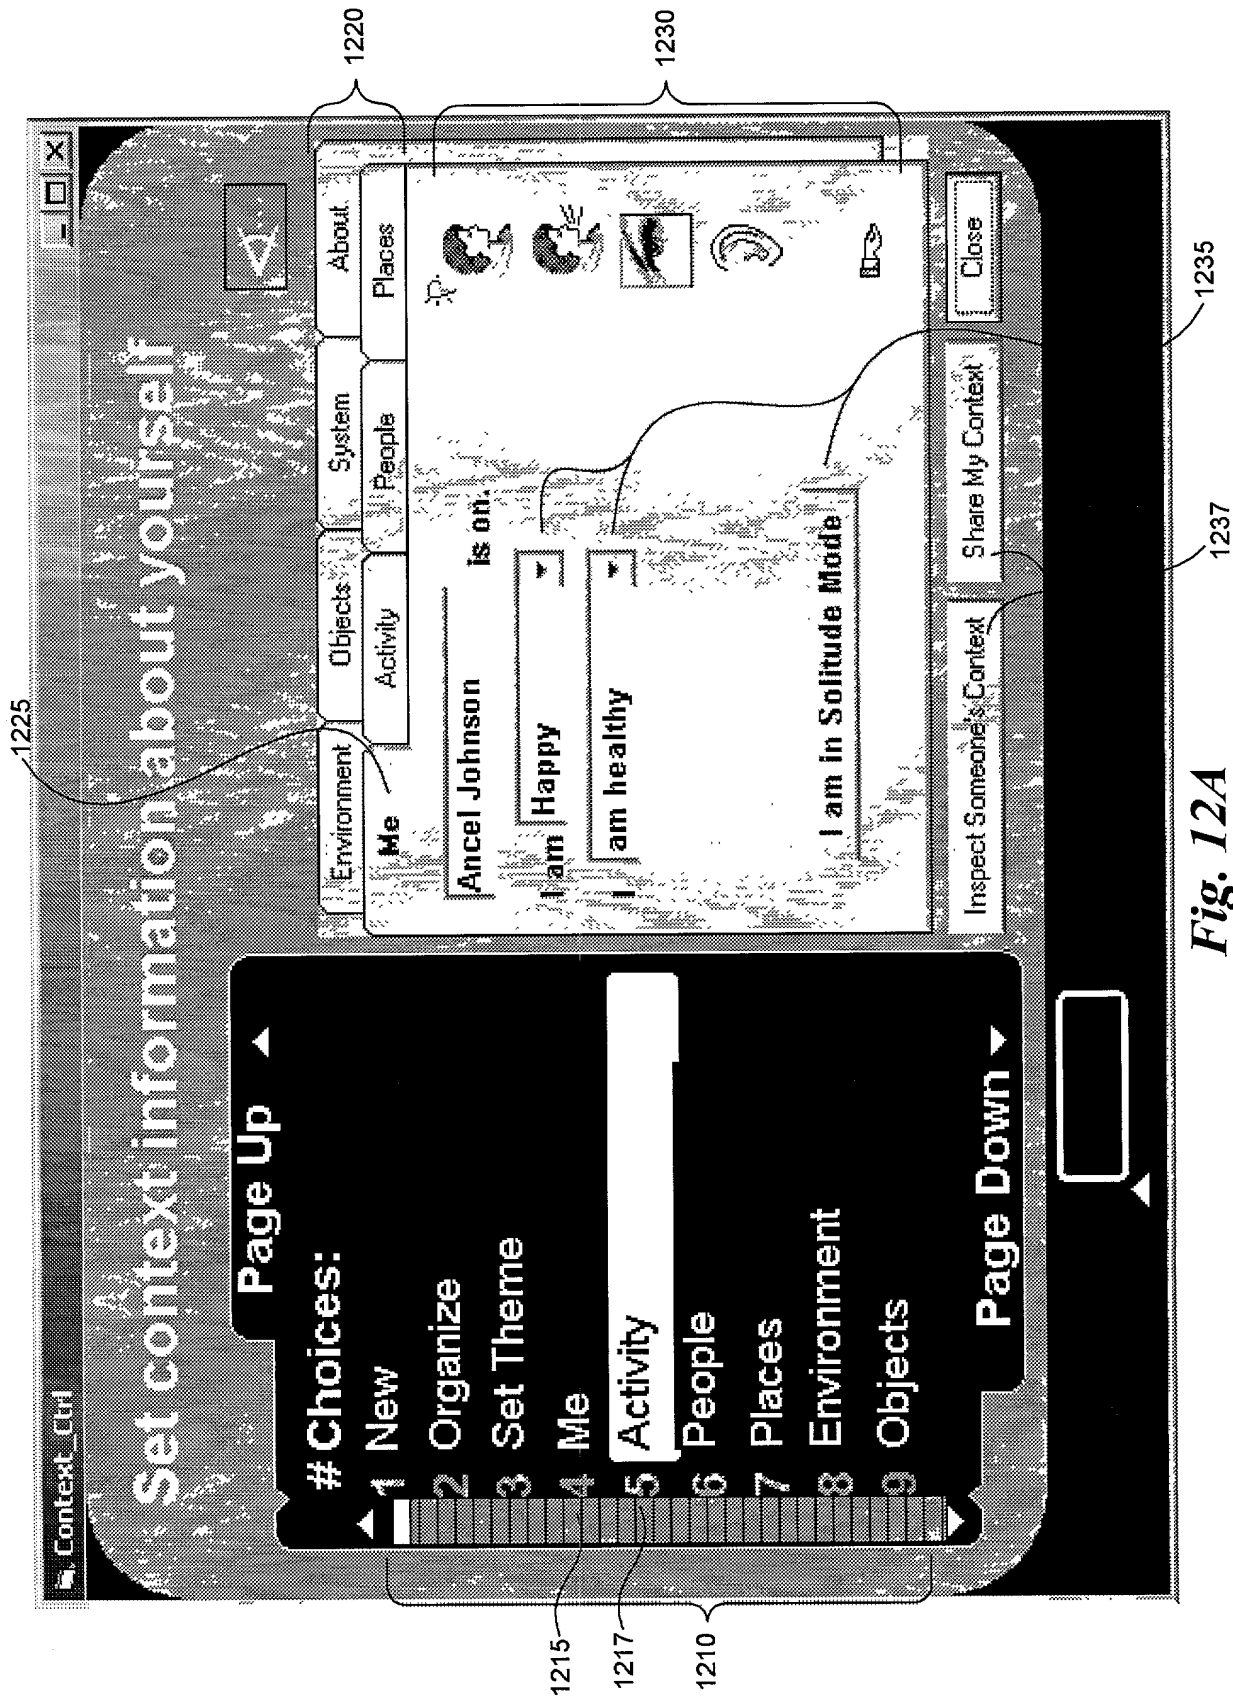 Context_Ctrl
Set context information about yourself
Page Up
# Choices:
1 New
2 Organize
3 Set Theme
4 Me
5 Activity
6 People
7 Places
8 Environment
9 Objects
Page Down
Environment Objects System About
Me Activity People Places
Ancel Johnson is on.
I am Happy
I am healthy
I am in Solitude Mode
Inspect Someone's Context Share My Context Close
1210
1215
1217
1220
1225
1230
1235
1237
Fig. 12A